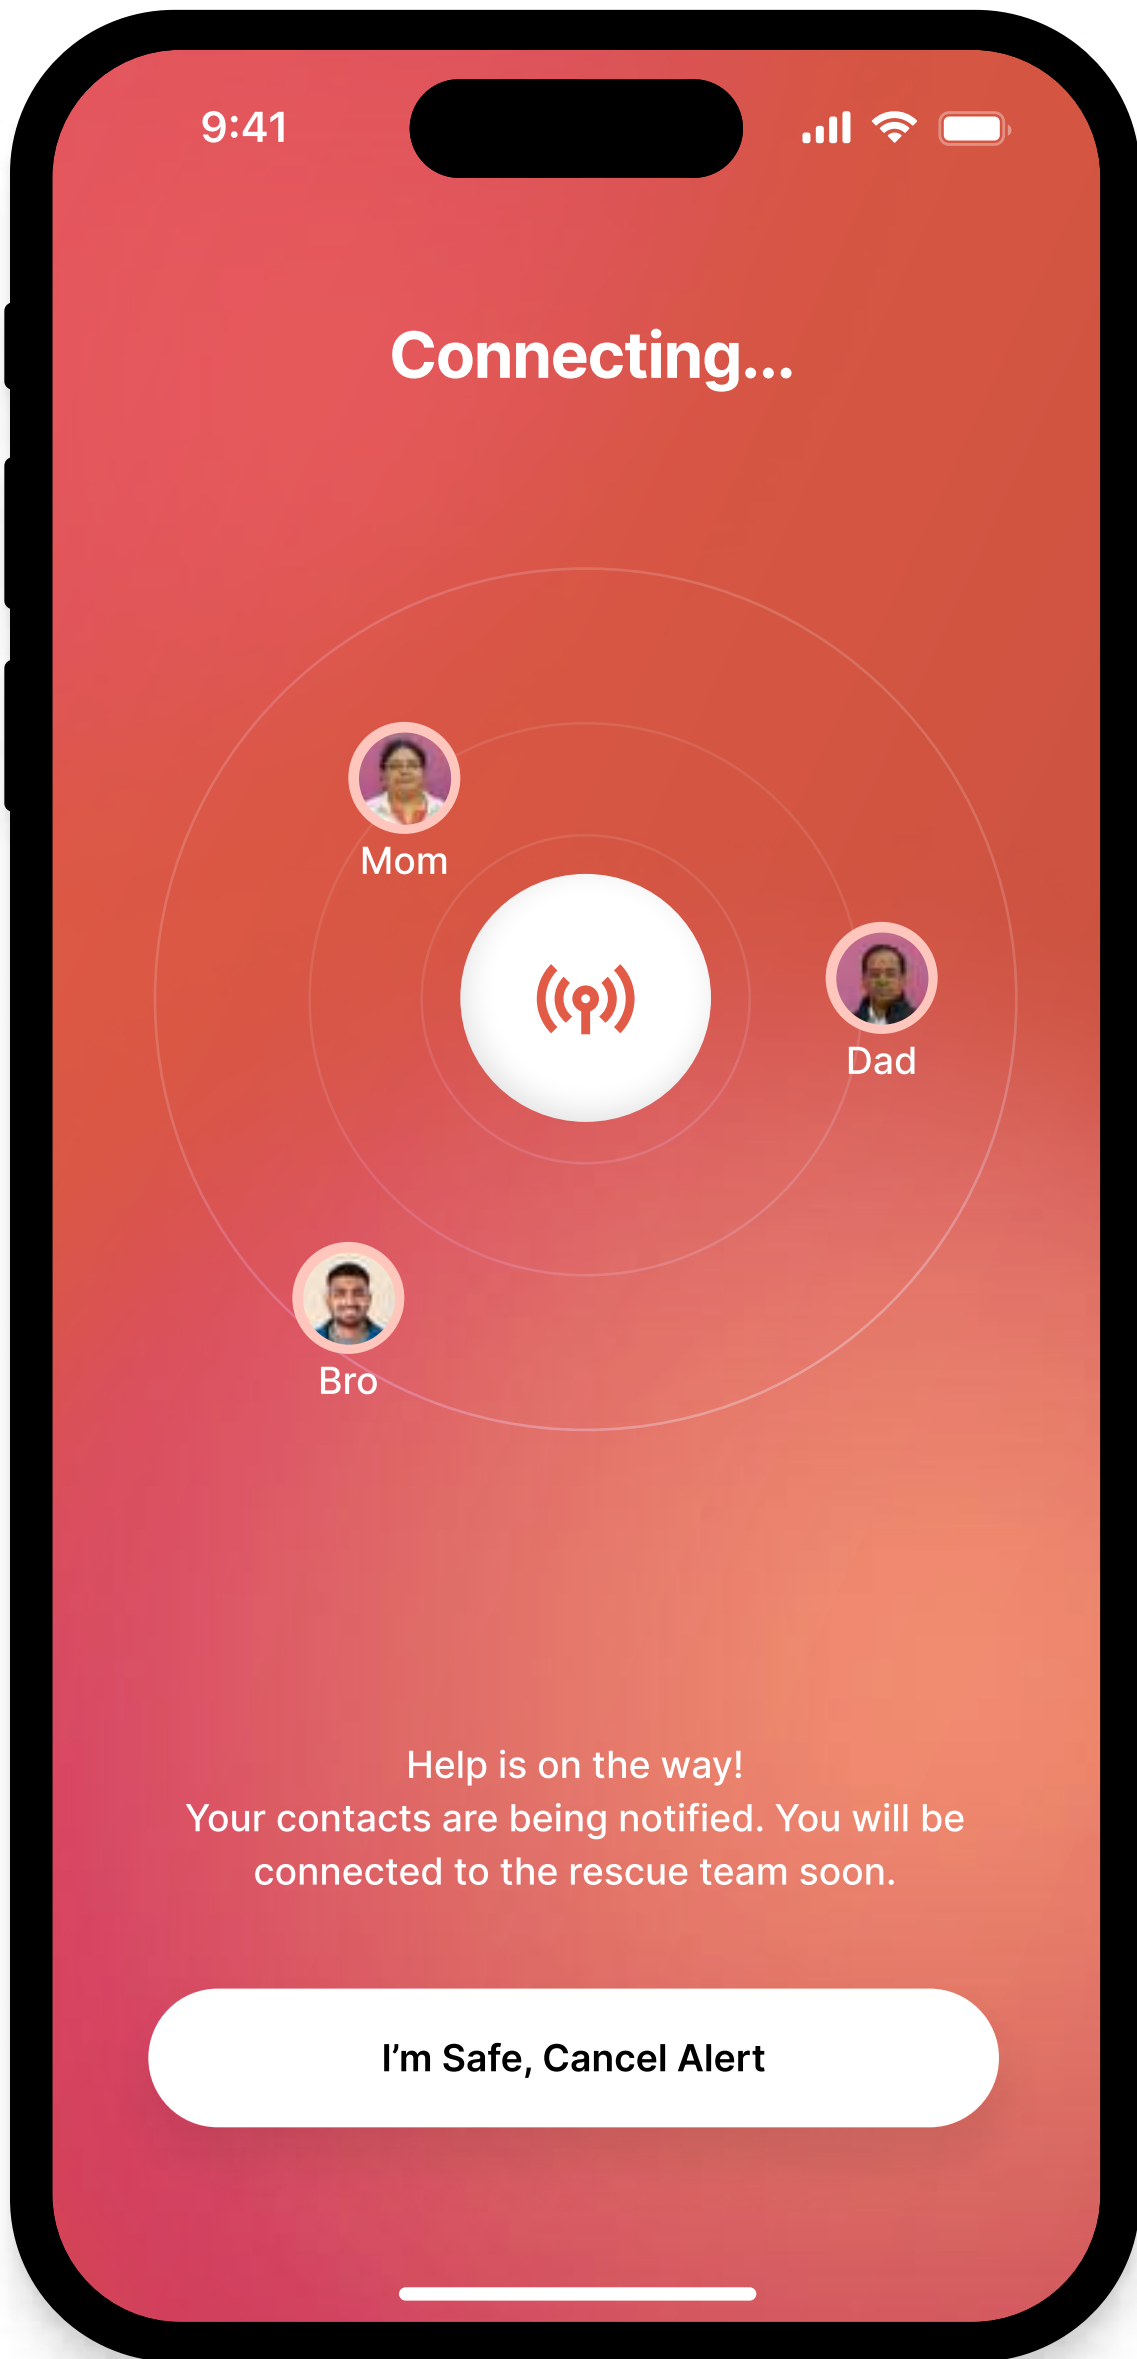 9:41
Connecting...
Mom
Dad
Bro
Help is on the way!
Your contacts are being notified. You will be
connected to the rescue team soon.
I’m Safe, Cancel Alert